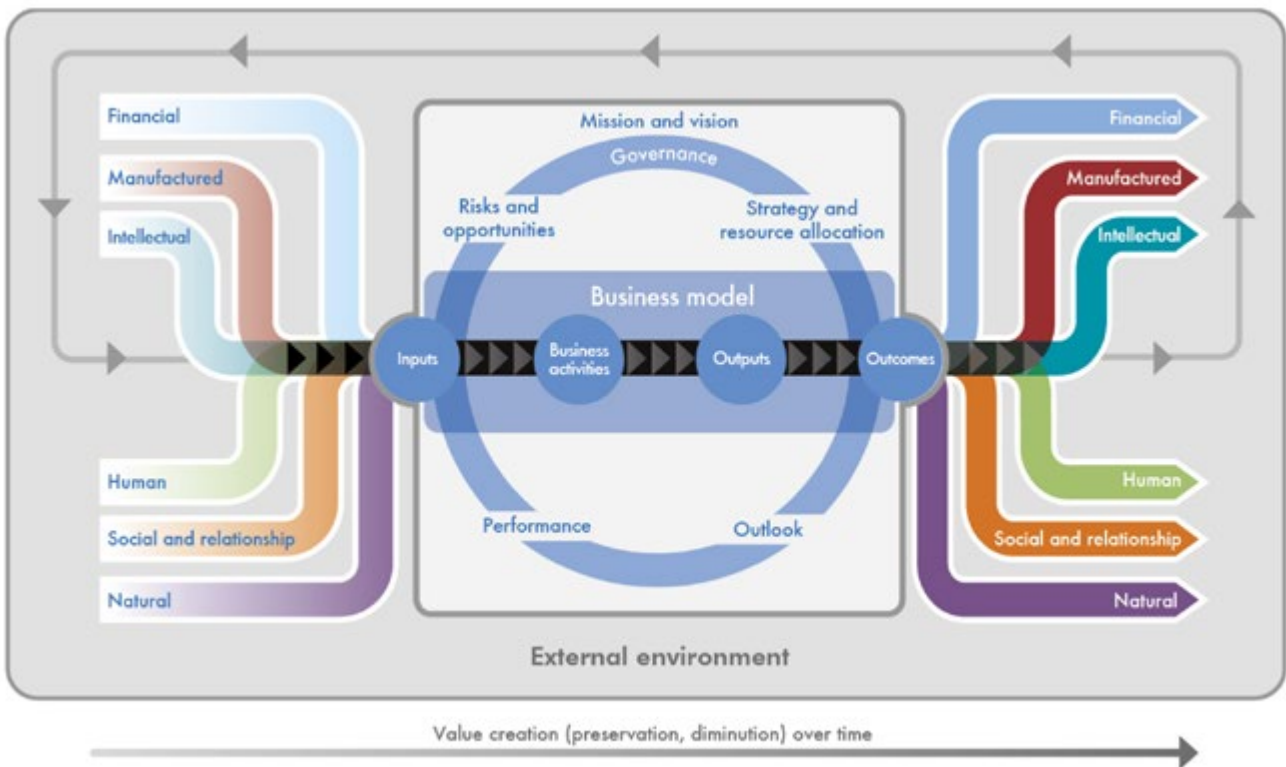 Financial
Manufactured
Intellectual
Human
Social and relationship
Natural
Mission and vision
Governance
Risks and
opportunities
Strategy and
resource allocation
Business model
Inputs
Business
activities
Outputs
Outcomes
Performance
Outlook
Financial
Manufactured
Intellectual
Human
Social and relationship
Natural
External environment
Value creation (preservation, diminution) over time